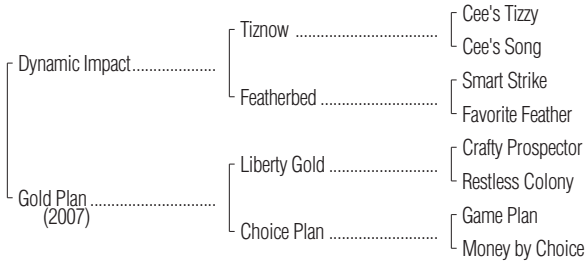 Cee's Tizzy
Tiznow ....................................
Cee's Song
Dynamic Impact.....................
Smart Strike
Featherbed .............................
Favorite Feather
Crafty Prospector
Liberty Gold ...........................
Restless Colony
Gold Plan ...............................
(2007)
Game Plan
Choice Plan ............................
Money by Choice